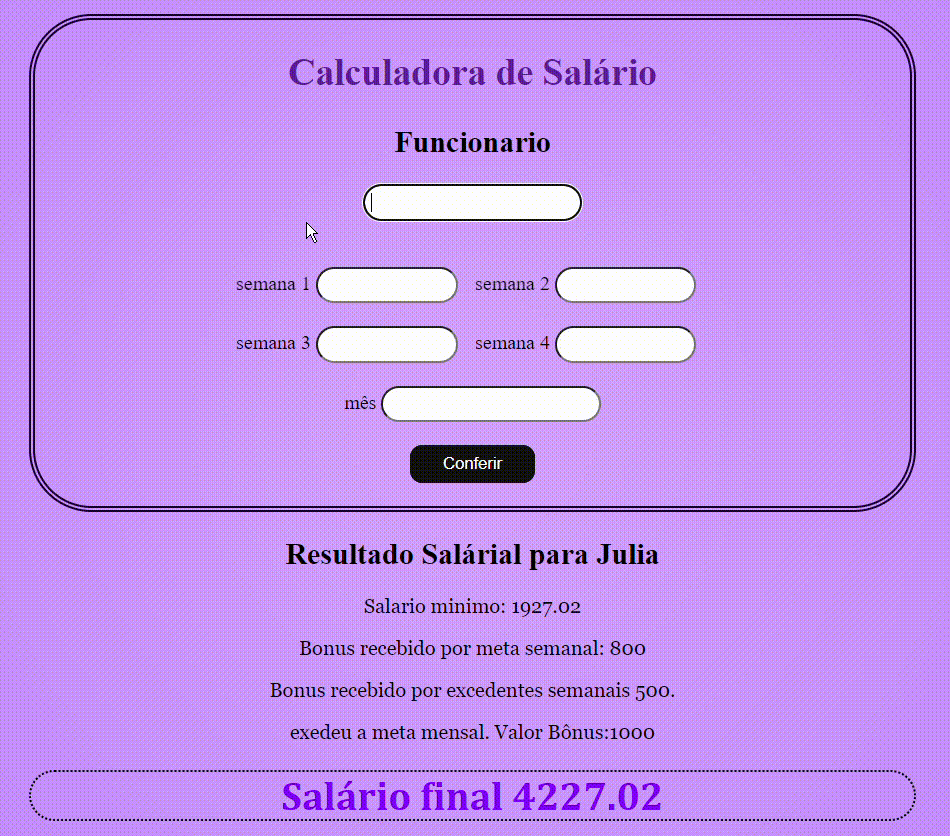 Calculadora de Salário
Funcionario
semana 1 semana 2
semana 3 semana 4
mês
Conferir
Resultado Salárial para Julia
Salario minimo: 1927.02
Bonus recebido por meta semanal: 800
Bonus recebido por excedentes semanais 500.
exedeu a meta mensal. Valor Bônus:1000
Salário final 4227.02